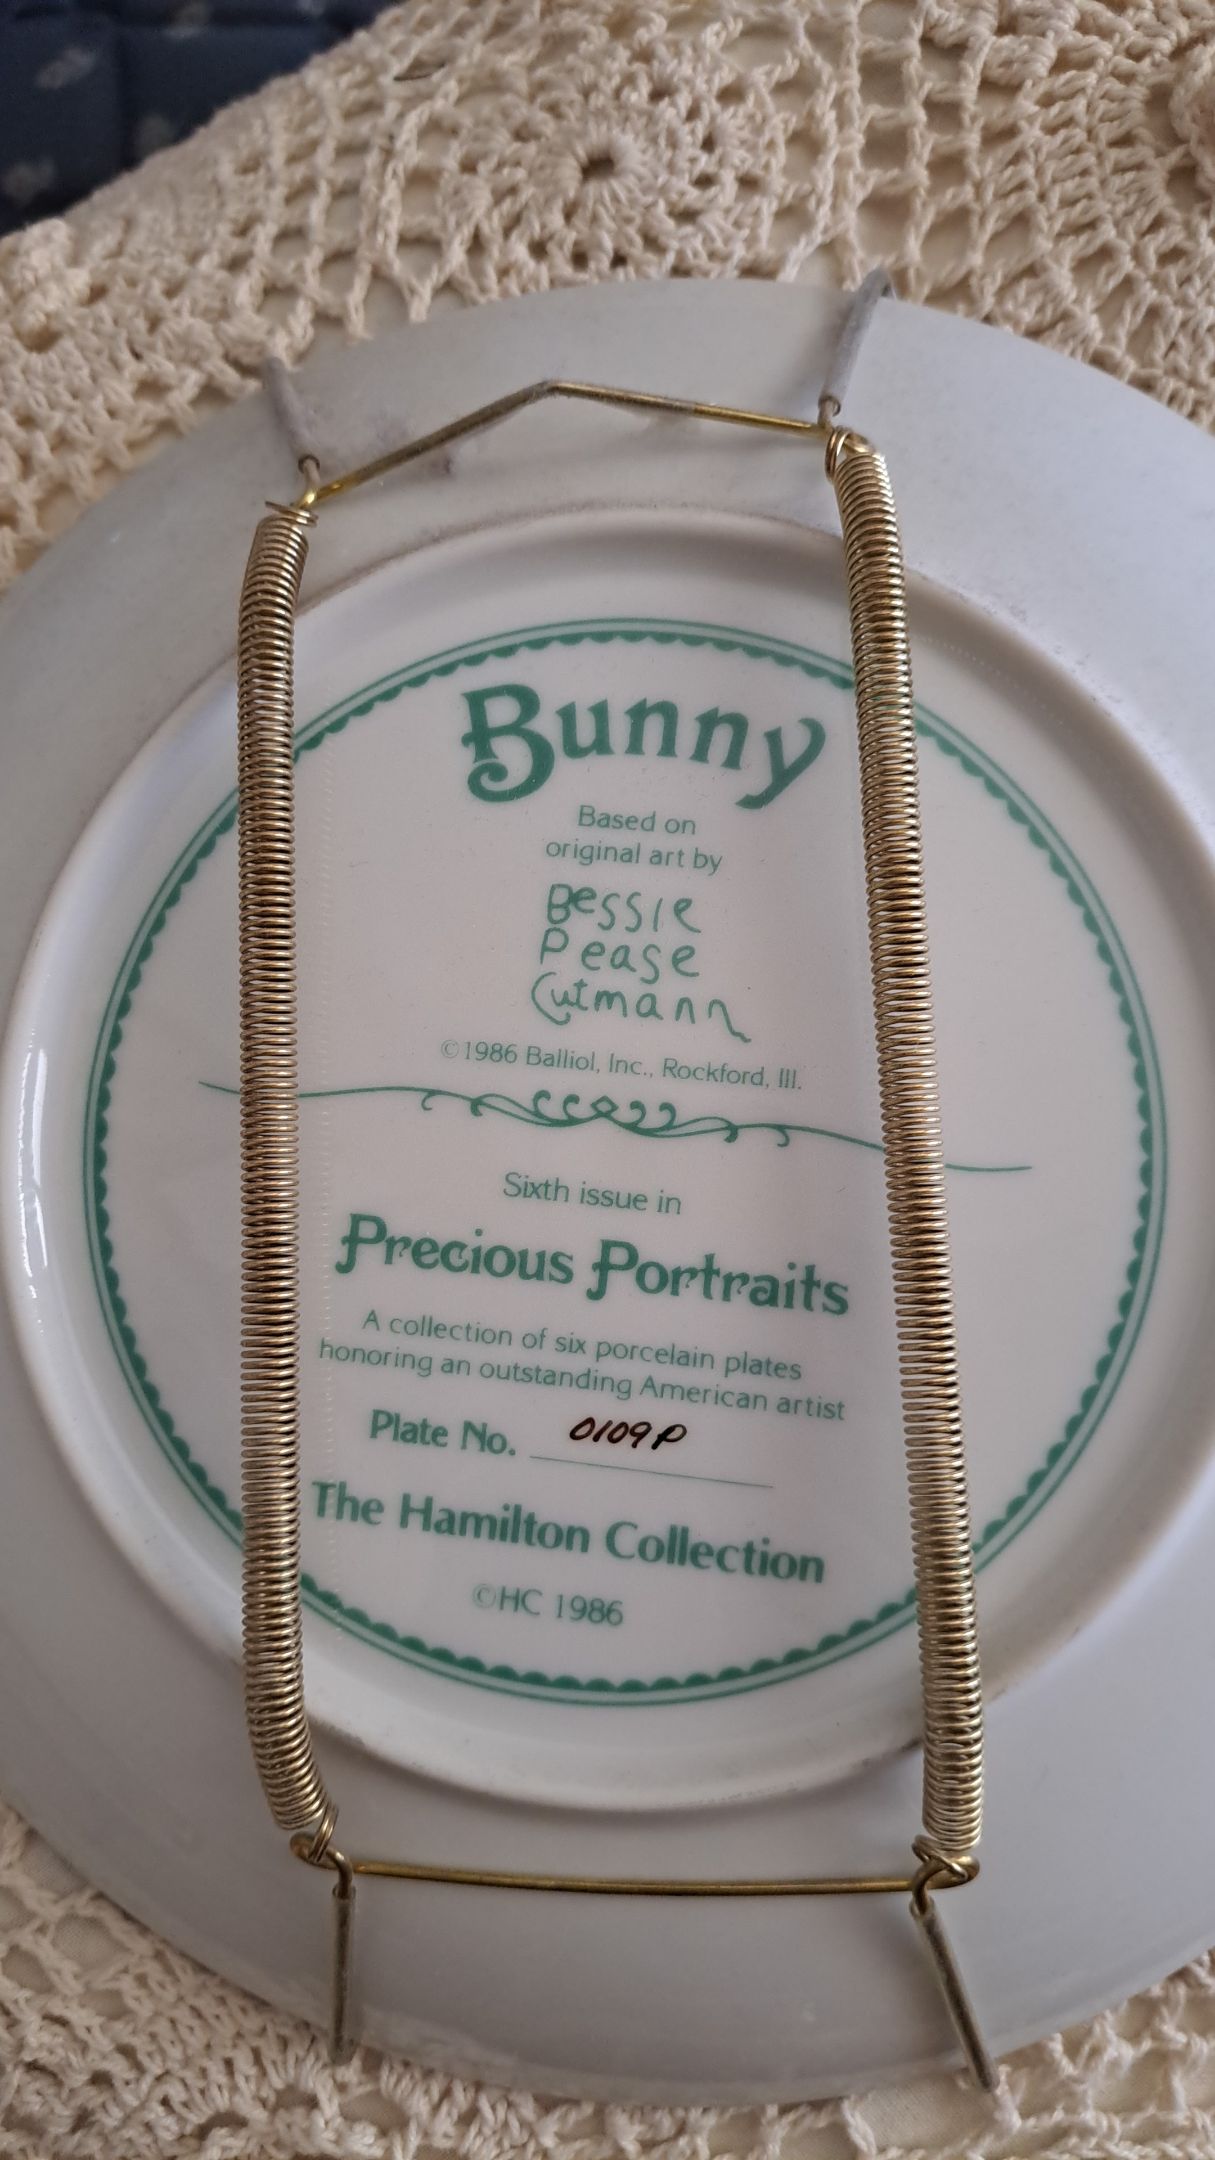 Bunny
Based on
original art by
Bessie
Pease
Gutmann
©1986 Balliol, Inc., Rockford, Ill.
Sixth issue in
Precious Portraits
A collection of six porcelain plates
honoring an outstanding American artist
Plate No. 0109P
The Hamilton Collection
©HC 1986